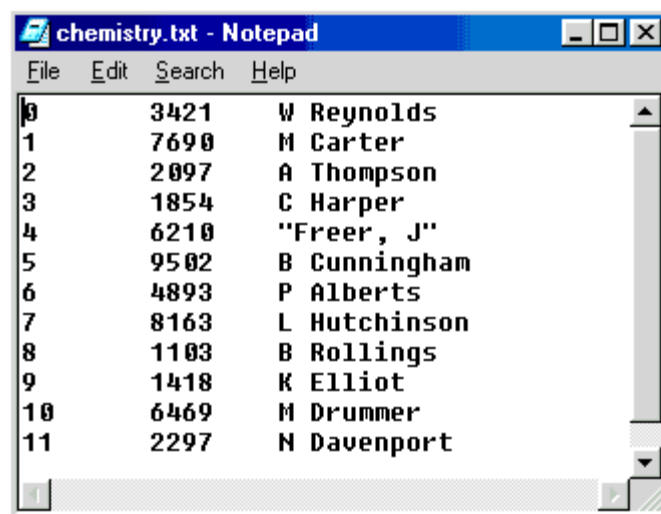 chemistry.txt - Notepad
File Edit Search Help
0 3421 W Reynolds
1 7690 M Carter
2 2097 A Thompson
3 1854 C Harper
4 6210 "Freer, J"
5 9502 B Cunningham
6 4893 P Alberts
7 8163 L Hutchinson
8 1103 B Rollings
9 1418 K Elliot
10 6469 M Drummer
11 2297 N Davenport